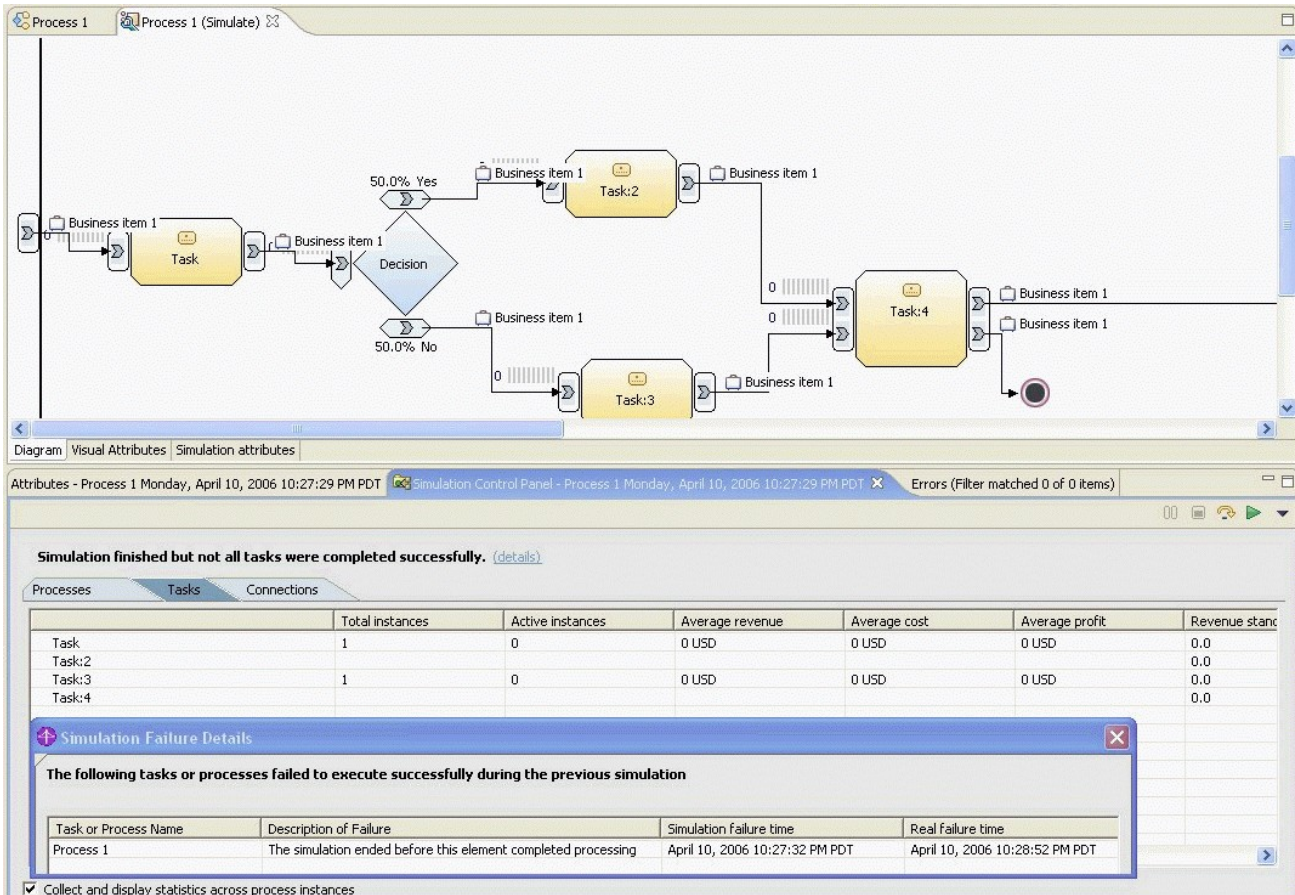 Process 1
Process 1 (Simulate)
50.0% Yes
Business item 1
Task:2
Business item 1
Business item 1
0
Task
Business item 1
Decision
0
Business item 1
Task:4
0
Business item 1
Business item 1
50.0% No
Business item 1
0
Task:3
Business item 1
Diagram Visual Attributes Simulation attributes
Attributes - Process 1 Monday, April 10, 2006 10:27:29 PM PDT Simulation Control Panel - Process 1 Monday, April 10, 2006 10:27:29 PM PDT Errors (Filter matched 0 of 0 items)
Simulation finished but not all tasks were completed successfully. (details)
Processes Tasks Connections
Total instances Active instances Average revenue Average cost Average profit Revenue stanc
Task 1 0 0 USD 0 USD 0 USD 0.0
Task:2 0.0
Task:3 1 0 0 USD 0 USD 0 USD 0.0
Task:4 0.0
Simulation Failure Details
The following tasks or processes failed to execute successfully during the previous simulation
Task or Process Name Description of Failure Simulation failure time Real failure time
Process 1 The simulation ended before this element completed processing April 10, 2006 10:27:32 PM PDT April 10, 2006 10:28:52 PM PDT
Collect and display statistics across process instances